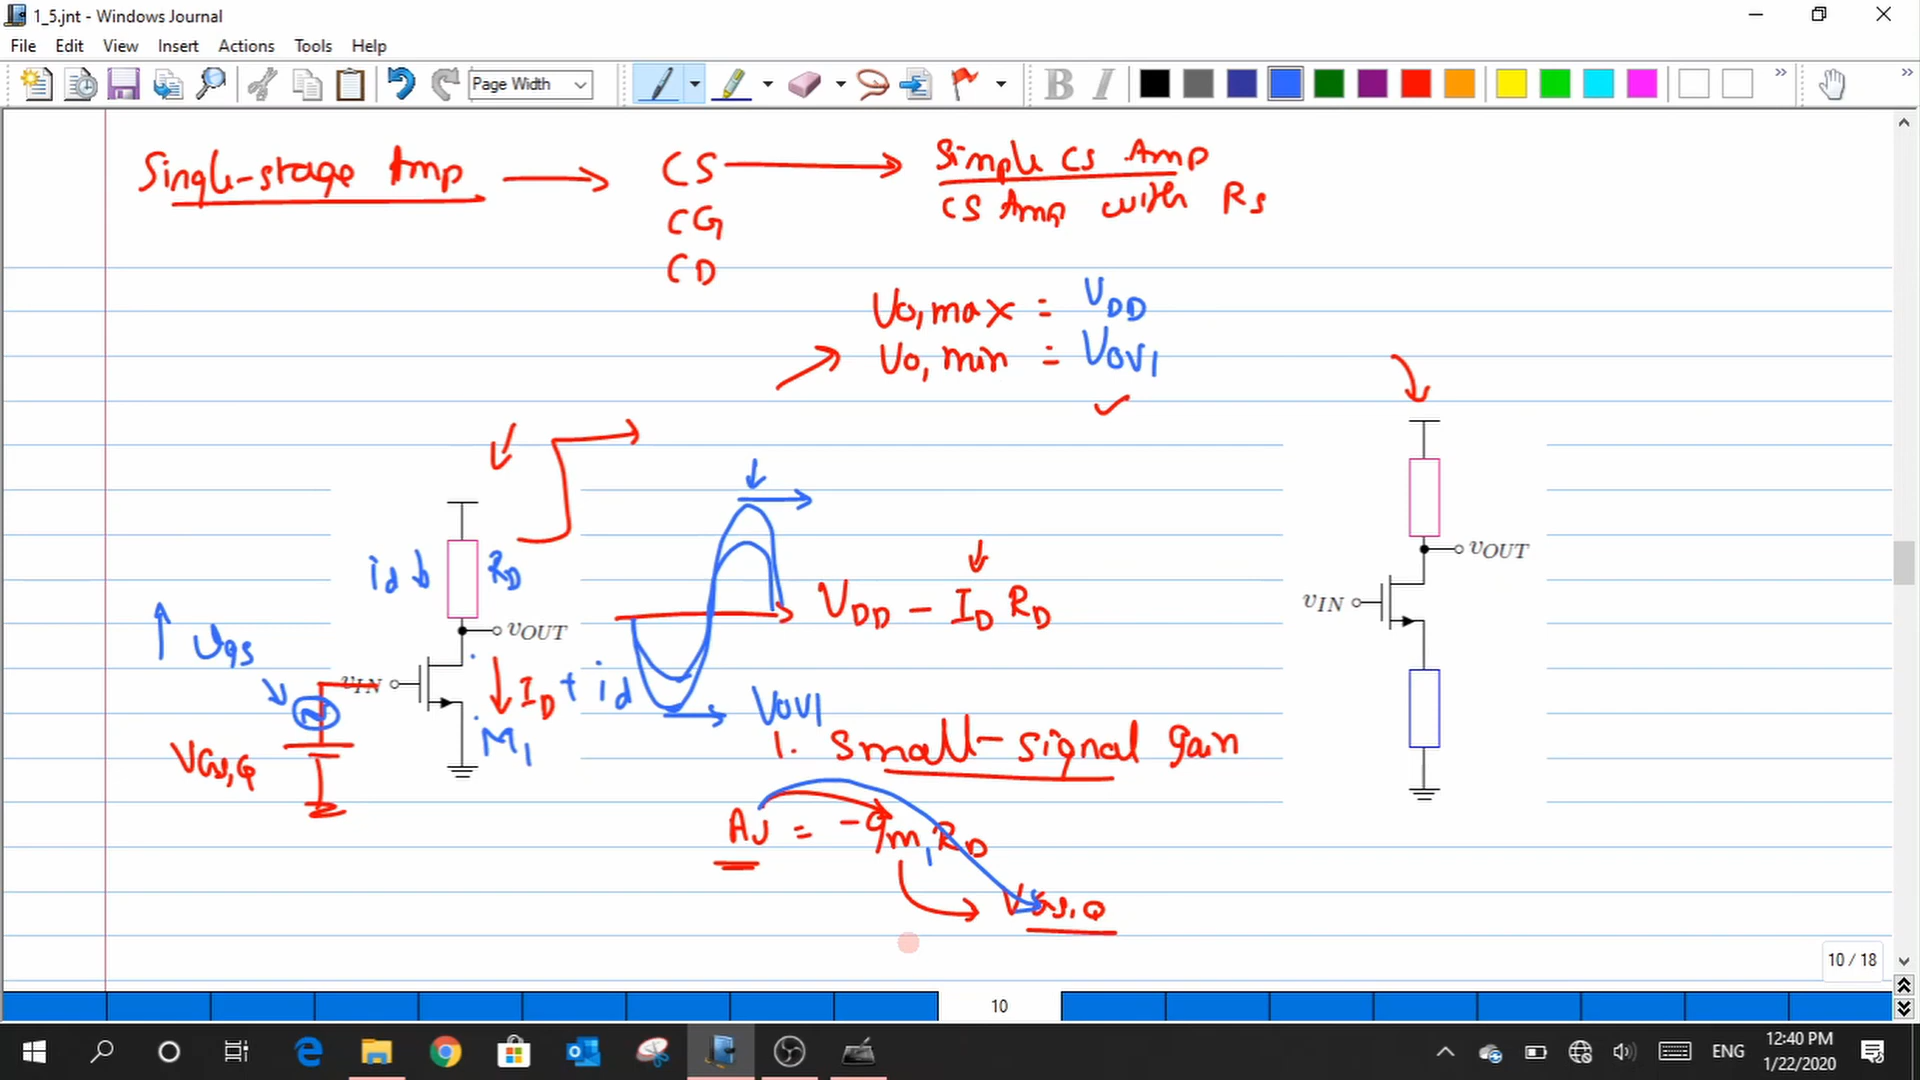 1_5.jnt - Windows Journal
File Edit View Insert Actions Tools Help
Page Width
B I
Single-stage Amp
CS
CG
CD
Simple CS Amp
CS Amp with Rs
Vo,max = VDD
Vo,min = VOV1
id
RD
vOUT
vIN
vgs
VGS,Q
M1
ID + id
VDD - ID RD
VOV1
1. Small-signal gain
Av = -gm1 RD
VGS,Q
vOUT
vIN
10 / 18
10
ENG
12:40 PM
1/22/2020